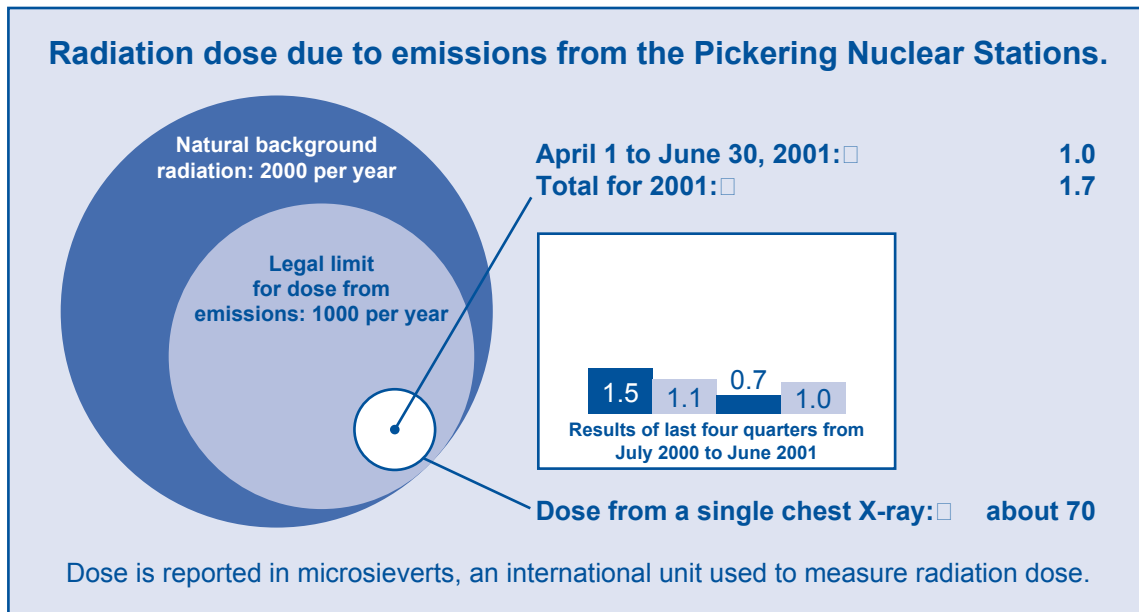 Radiation dose due to emissions from the Pickering Nuclear Stations.
Natural background
radiation: 2000 per year
Legal limit
for dose from
emissions: 1000 per year
April 1 to June 30, 2001:□ 1.0
Total for 2001:□ 1.7
1.5 1.1 0.7 1.0
Results of last four quarters from
July 2000 to June 2001
Dose from a single chest X-ray:□ about 70
Dose is reported in microsieverts, an international unit used to measure radiation dose.